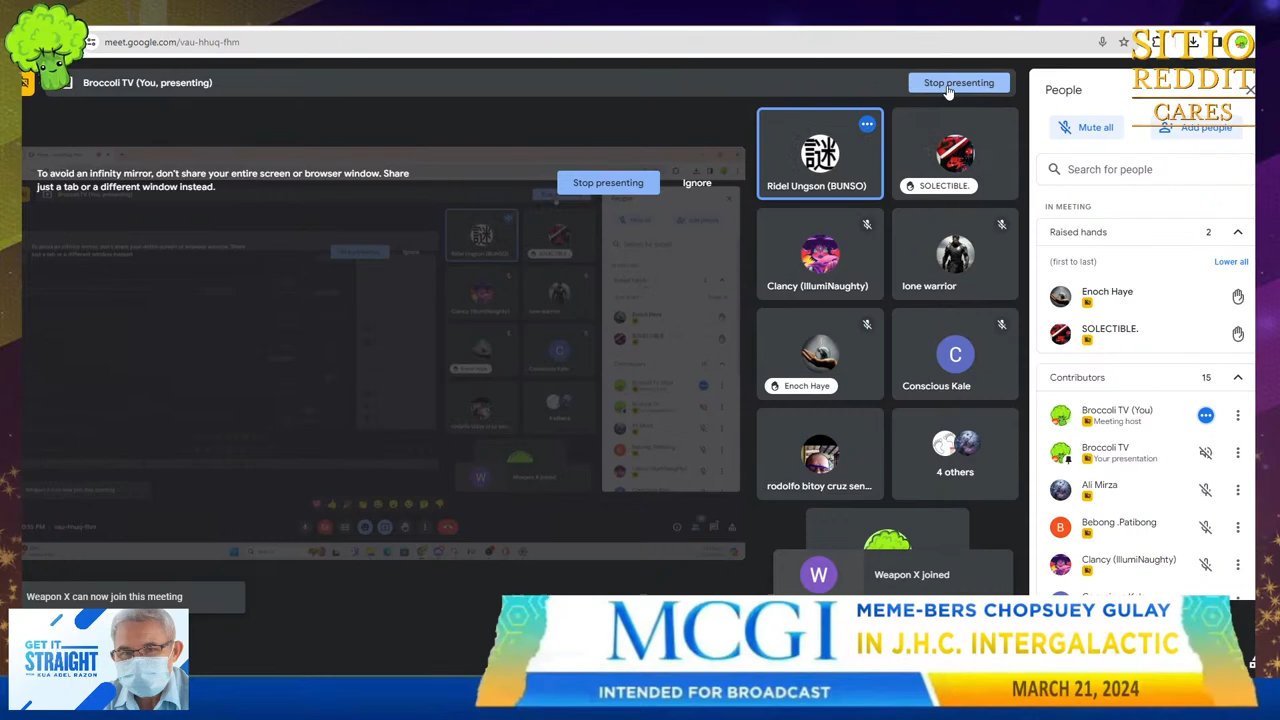 meet.google.com/vau-hhuq-fhm
SITIO
REDDIT
CARES
Broccoli TV (You, presenting)
Stop presenting
People
Mute all
Add people
To avoid an infinity mirror, don't share your entire screen or browser window. Share
just a tab or a different window instead.
Stop presenting
Ignore
Search for people
Ridel Ungson (BUNSO)
SOLECTIBLE.
IN MEETING
Raised hands 2
(first to last)
Lower all
Clancy (IllumiNaughty)
lone warrior
Enoch Haye
SOLECTIBLE.
Enoch Haye
C
Conscious Kale
Contributors 15
Broccoli TV (You)
Meeting host
Broccoli TV
Your presentation
rodolfo bitoy cruz sen...
4 others
Ali Mirza
B
Bebong .Patibong
Clancy (IllumiNaughty)
W
Weapon X joined
Weapon X can now join this meeting
GET IT
STRAIGHT
WITH KUA ADEL RAZON
MCGI
MEME-BERS CHOPSUEY GULAY
IN J.H.C. INTERGALACTIC
INTENDED FOR BROADCAST
MARCH 21, 2024
謎